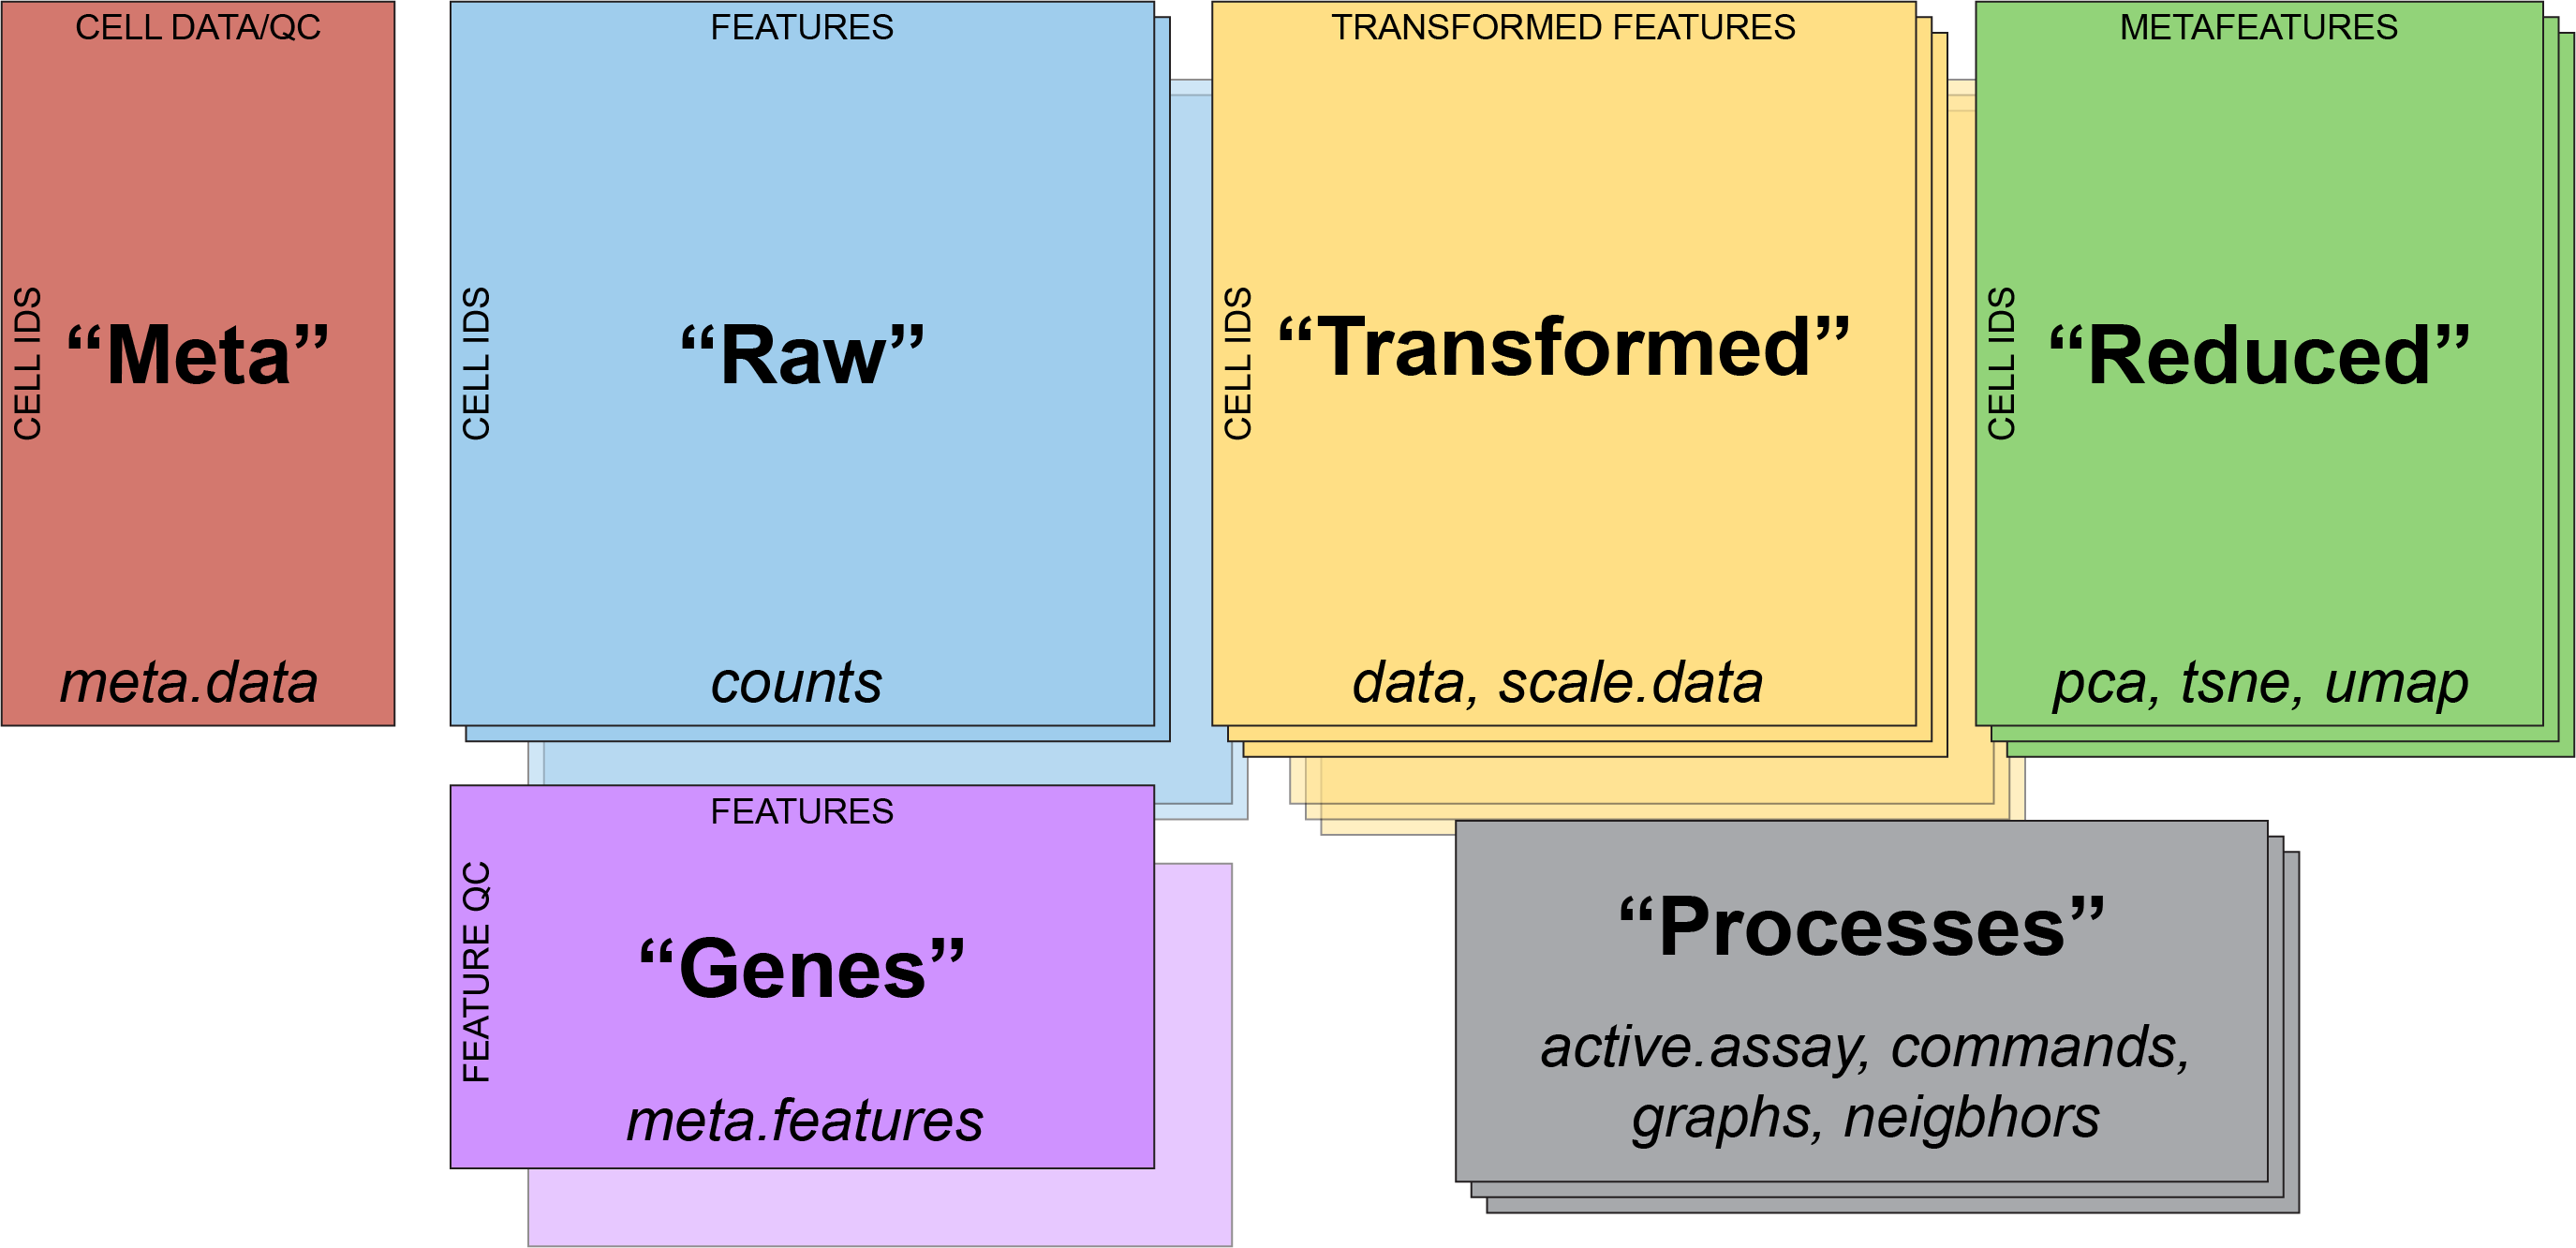 CELL DATA/QC
CELL IDS
“Meta”
meta.data
FEATURES
CELL IDS
“Raw”
counts
TRANSFORMED FEATURES
CELL IDS
“Transformed”
data, scale.data
METAFEATURES
CELL IDS
“Reduced”
pca, tsne, umap
FEATURES
FEATURE QC
“Genes”
meta.features
“Processes”
active.assay, commands,
graphs, neigbhors